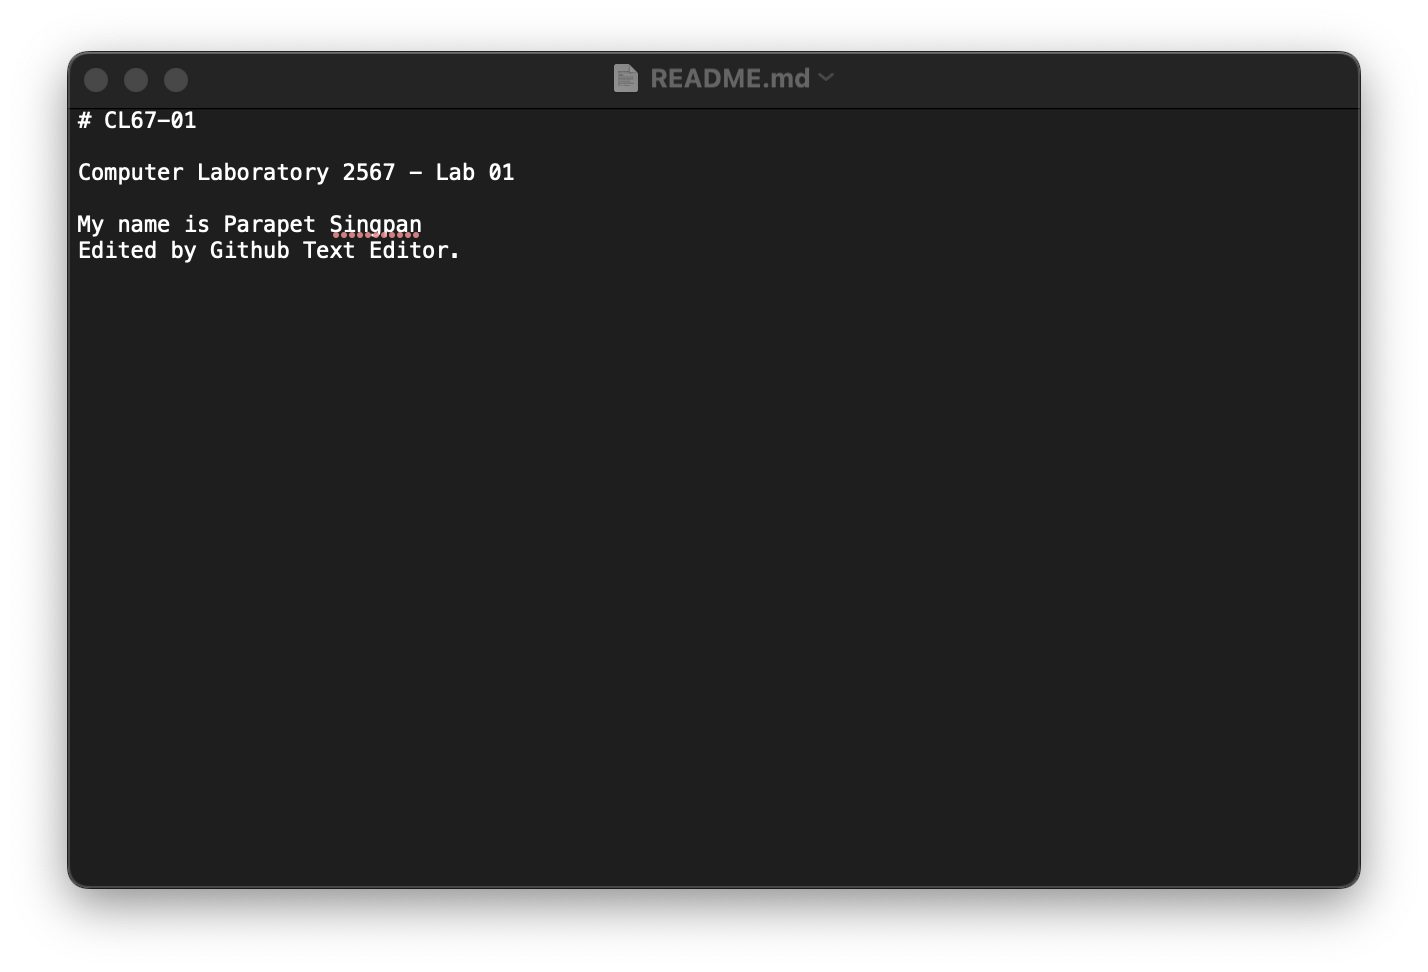 README.md
# CL67-01
Computer Laboratory 2567 - Lab 01
My name is Parapet Singpan
Edited by Github Text Editor.